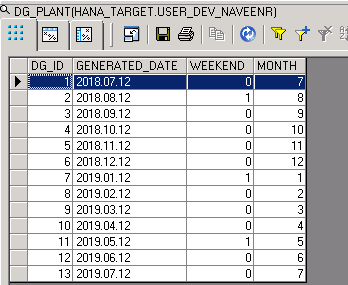 DG_PLANT(HANA_TARGET.USER_DEV_NAVEENR)
DG_ID GENERATED_DATE WEEKEND MONTH
1 2018.07.12 0 7
2 2018.08.12 1 8
3 2018.09.12 0 9
4 2018.10.12 0 10
5 2018.11.12 0 11
6 2018.12.12 0 12
7 2019.01.12 1 1
8 2019.02.12 0 2
9 2019.03.12 0 3
10 2019.04.12 0 4
11 2019.05.12 1 5
12 2019.06.12 0 6
13 2019.07.12 0 7